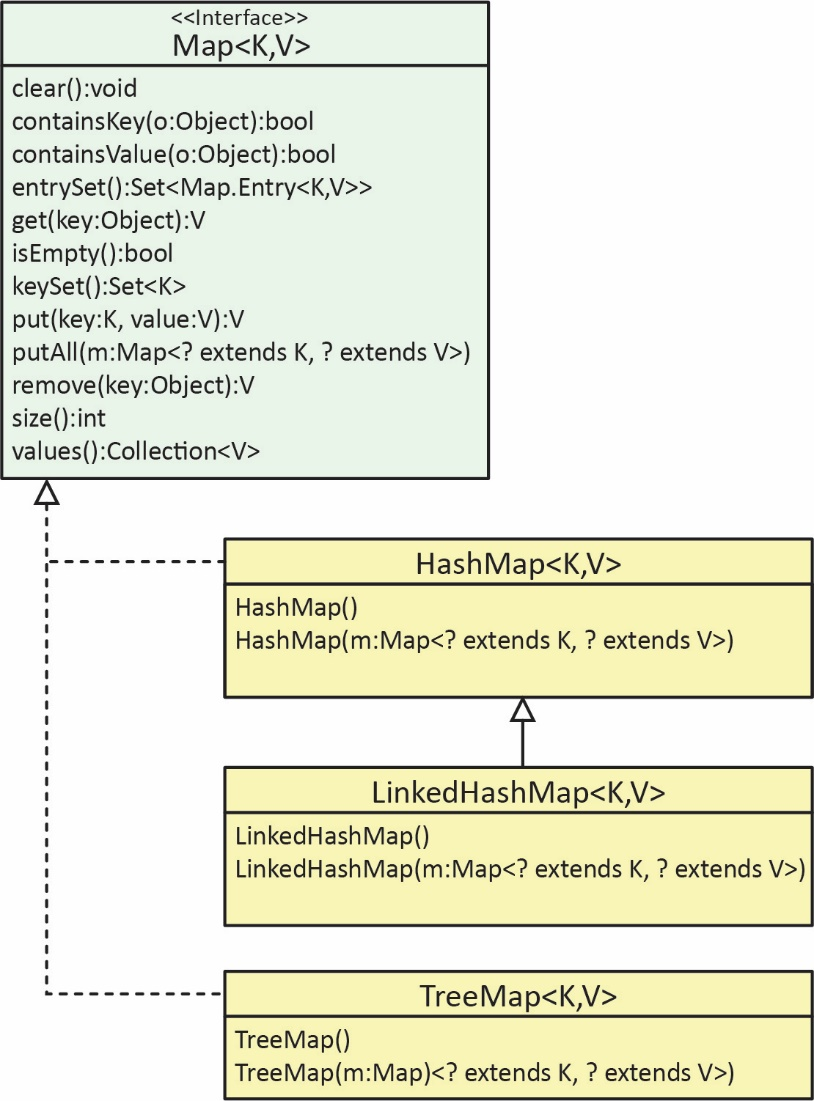 <<Interface>>
Map<K,V>
clear():void
containsKey(o:Object):bool
containsValue(o:Object):bool
entrySet():Set<Map.Entry<K,V>>
get(key:Object):V
isEmpty():bool
keySet():Set<K>
put(key:K, value:V):V
putAll(m:Map<? extends K, ? extends V>)
remove(key:Object):V
size():int
values():Collection<V>
HashMap<K,V>
HashMap()
HashMap(m:Map<? extends K, ? extends V>)
LinkedHashMap<K,V>
LinkedHashMap()
LinkedHashMap(m:Map<? extends K, ? extends V>)
TreeMap<K,V>
TreeMap()
TreeMap(m:Map)<? extends K, ? extends V>)